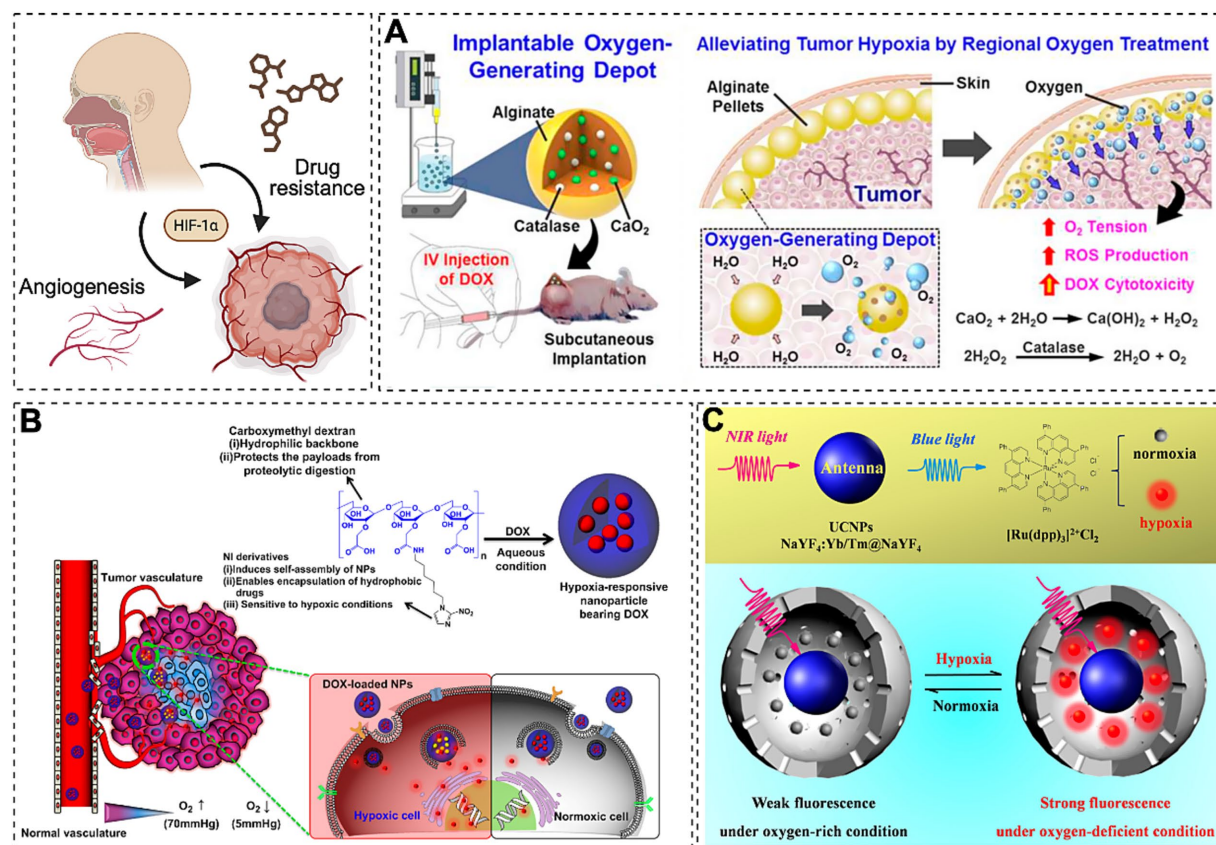 Drug
resistance
HIF-1α
Angiogenesis
A
Implantable Oxygen-
Generating Depot
Alginate
Catalase
CaO₂
IV Injection
of DOX
Subcutaneous
Implantation
Alleviating Tumor Hypoxia by Regional Oxygen Treatment
Alginate
Pellets
Skin
Tumor
Oxygen
Oxygen-Generating Depot
H₂O
H₂O
H₂O
H₂O
O₂
O₂
O₂
O₂
O₂ Tension
ROS Production
DOX Cytotoxicity
CaO₂ + 2H₂O → Ca(OH)₂ + H₂O₂
Catalase
2H₂O₂ → 2H₂O + O₂
B
Carboxymethyl dextran
(i)Hydrophilic backbone
(ii)Protects the payloads from
proteolytic digestion
NI derivatives
(i)Induces self-assembly of NPs
(ii)Enables encapsulation of hydrophobic
drugs
(iii) Sensitive to hypoxic conditions
DOX
Aqueous
condition
Hypoxia-responsive
nanoparticle
bearing DOX
Tumor vasculature
Normal vasculature
O₂ ↑
(70mmHg)
O₂ ↓
(5mmHg)
DOX-loaded NPs
Hypoxic cell
Normoxic cell
C
NIR light
Antenna
Blue light
UCNPs
NaYF₄:Yb/Tm@NaYF₄
[Ru(dpp)₃]²⁺Cl₂
normoxia
hypoxia
Hypoxia
Normoxia
Weak fluorescence
under oxygen-rich condition
Strong fluorescence
under oxygen-deficient condition